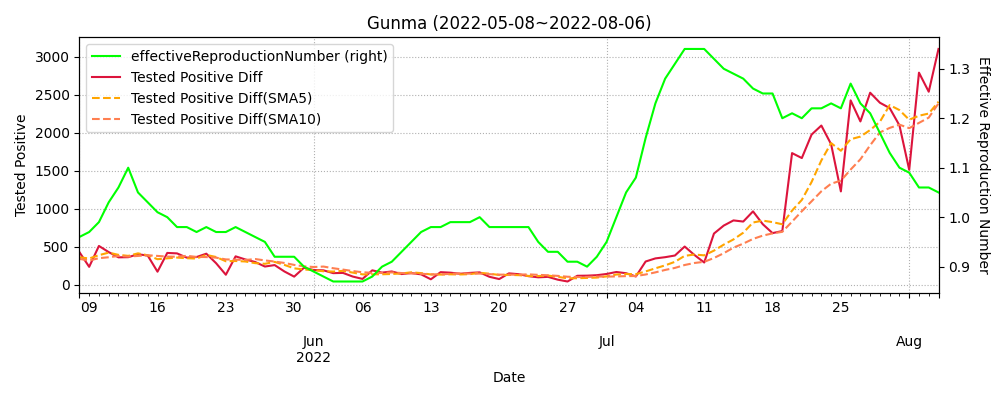 Gunma (2022-05-08~2022-08-06)
effectiveReproductionNumber (right)
Tested Positive Diff
Tested Positive Diff(SMA5)
Tested Positive Diff(SMA10)
Tested Positive
3000
2500
2000
1500
1000
500
0
1.3
1.2
1.1
1.0
0.9
Effective Reproduction Number
09 16 23 30 06 13 20 27 04 11 18 25
Jun Jul Aug
2022
Date